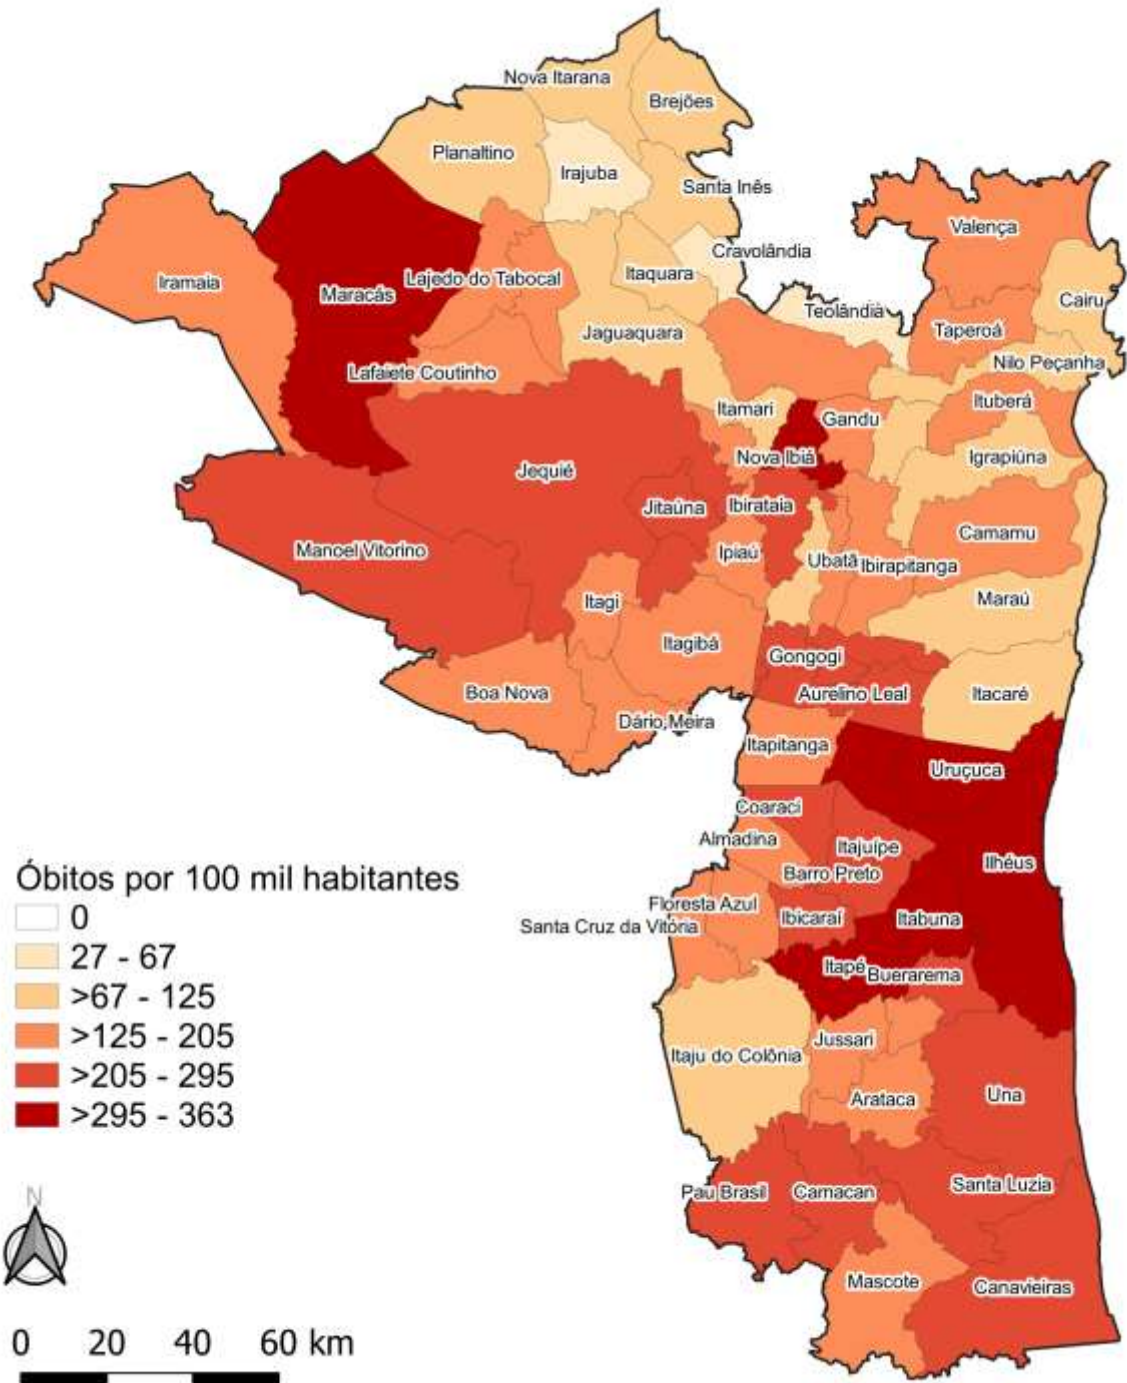 Nova Itarana
Brejões
Planaltino
Irajuba
Santa Inês
Valença
Cravolândia
Iramaia
Lajedo do Tabocal
Itaquara
Maracás
Cairu
Teolândia
Jaguaquara
Taperoá
Nilo Peçanha
Lafaiete Coutinho
Ituberá
Itamari
Gandu
Nova Ibiá
Igrapiúna
Jequié
Jitaúna
Ibirataia
Camamu
Manoel Vitorino
Ipiaú
Ubatã
Ibirapitanga
Itagi
Maraú
Itagibá
Gongogi
Boa Nova
Aurelino Leal
Itacaré
Dário Meira
Itapitanga
Uruçuca
Coaraci
Almadina
Itajuípe
Ilhéus
Barro Preto
Floresta Azul
Ibicaraí
Itabuna
Santa Cruz da Vitória
Itapé
Buerarema
Jussari
Itaju do Colônia
Arataca
Una
Pau Brasil
Camacan
Santa Luzia
Mascote
Canavieiras
Óbitos por 100 mil habitantes
0
27 - 67
>67 - 125
>125 - 205
>205 - 295
>295 - 363
N
0 20 40 60 km